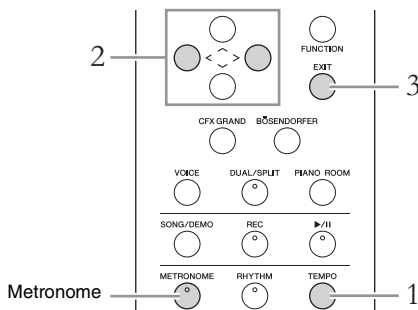 2
< ^ ˅ >
FUNCTION
EXIT
3
CFX GRAND BÖSENDORFER
VOICE DUAL/SPLIT PIANO ROOM
SONG/DEMO REC ▶/II
METRONOME RHYTHM TEMPO
Metronome 1